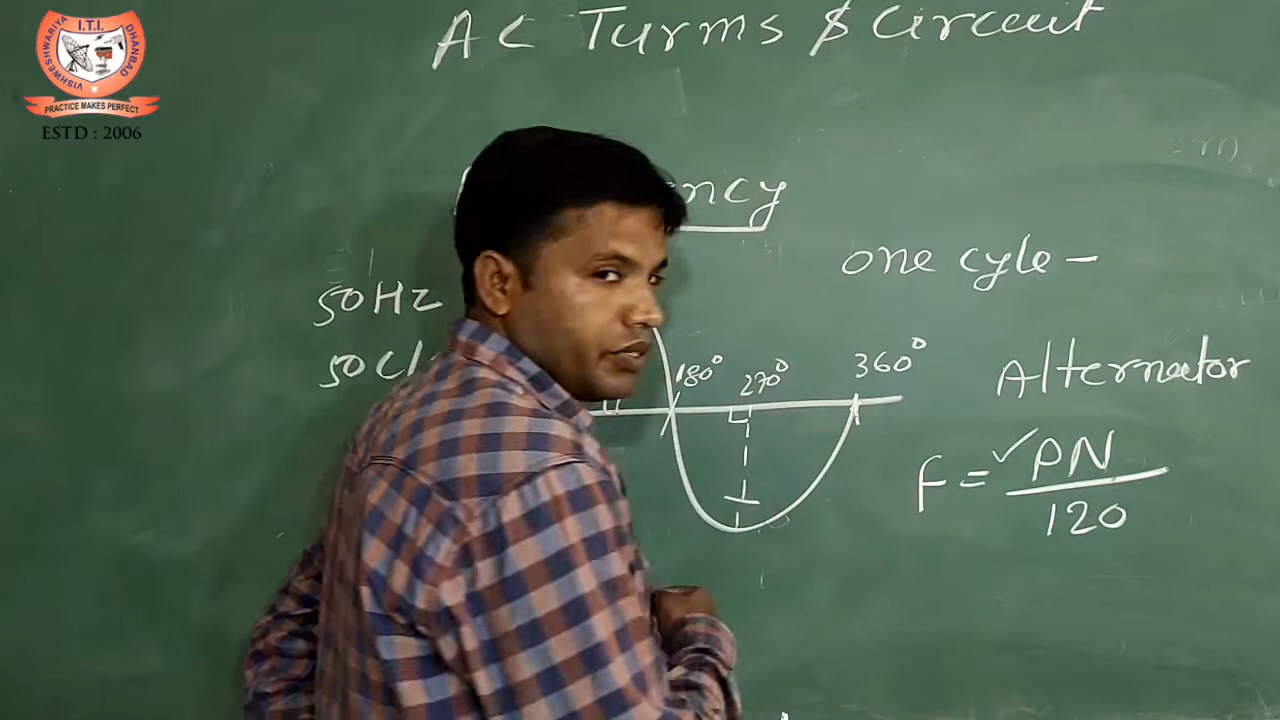 I.T.I.
VISHWESHWARIYA
DHANBAD
PRACTICE MAKES PERFECT
ESTD : 2006
AC Turms & Circuit
ncy
one cyle -
50Hz
50C/
180° 270° 360°
Alternator
F = ✓PN
120